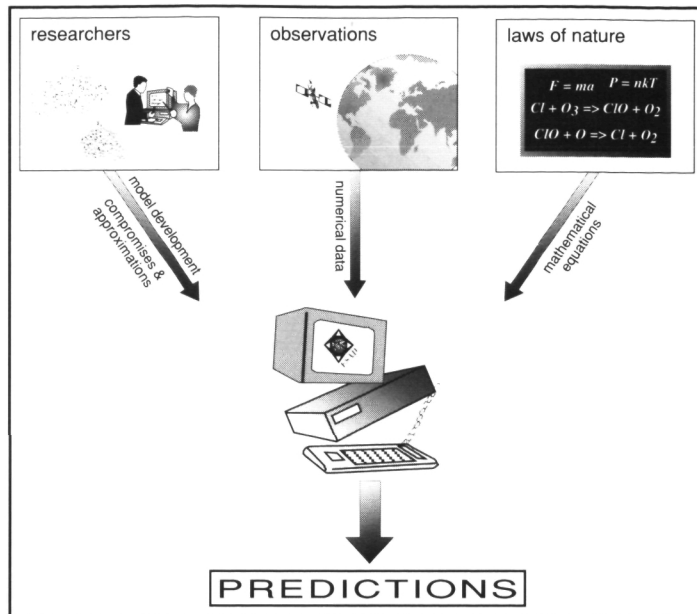 researchers
observations
laws of nature
F = ma P = nkT
Cl + O₃ => ClO + O₂
ClO + O => Cl + O₂
model development
compromises &
approximations
numerical data
mathematical
equations
PREDICTIONS